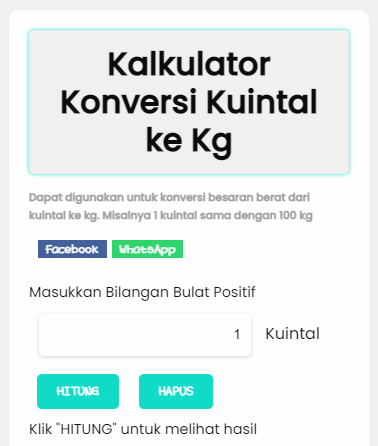 Kalkulator
Konversi Kuintal
ke Kg
Dapat digunakan untuk konversi besaran berat dari
kuintal ke kg. Misalnya 1 kuintal sama dengan 100 kg
Facebook WhatsApp
Masukkan Bilangan Bulat Positif
1 Kuintal
HITUNG HAPUS
Klik "HITUNG" untuk melihat hasil